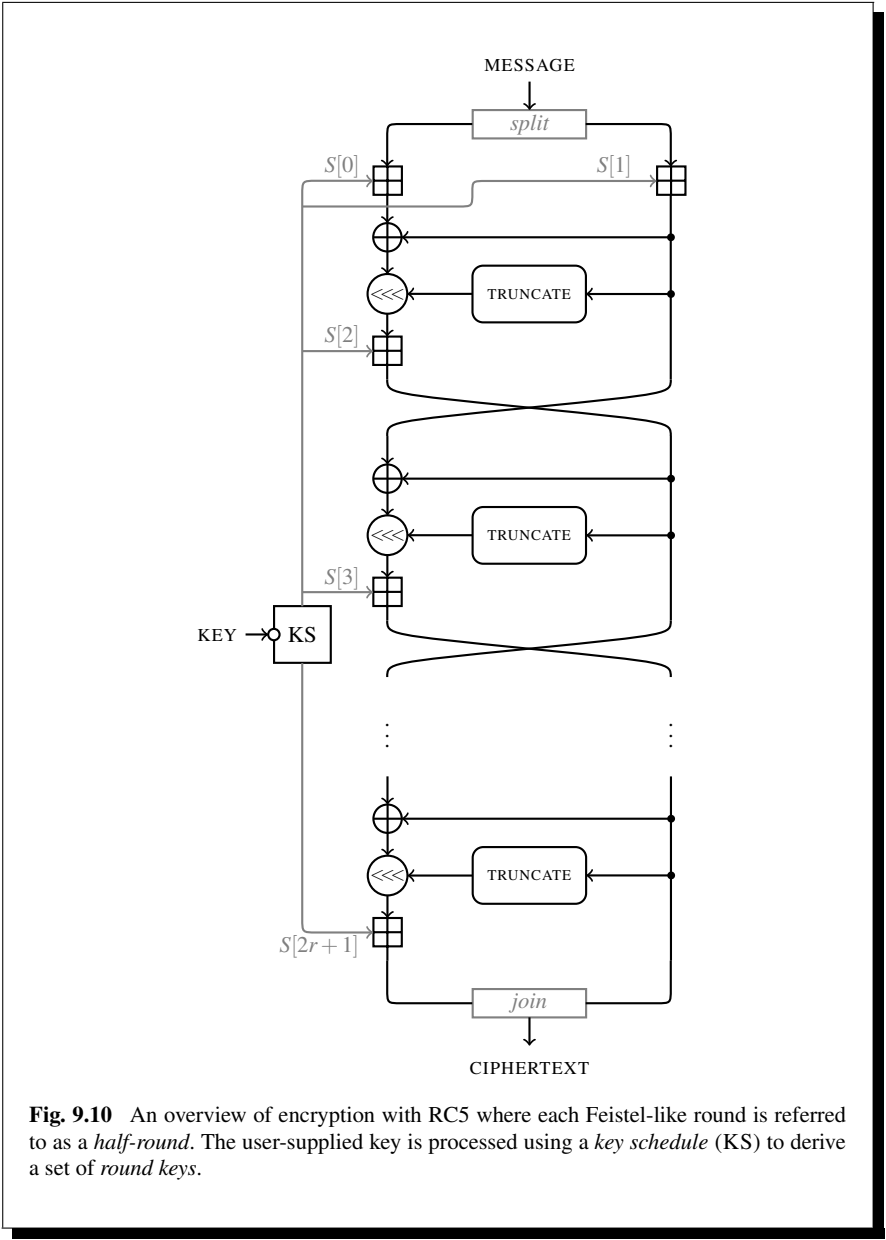 MESSAGE
split
S[0]
S[1]
<<<
TRUNCATE
S[2]
<<<
TRUNCATE
S[3]
KEY
KS
⋮
⋮
<<<
TRUNCATE
S[2r + 1]
join
CIPHERTEXT
Fig. 9.10 An overview of encryption with RC5 where each Feistel-like round is referred
to as a half-round. The user-supplied key is processed using a key schedule (KS) to derive
a set of round keys.